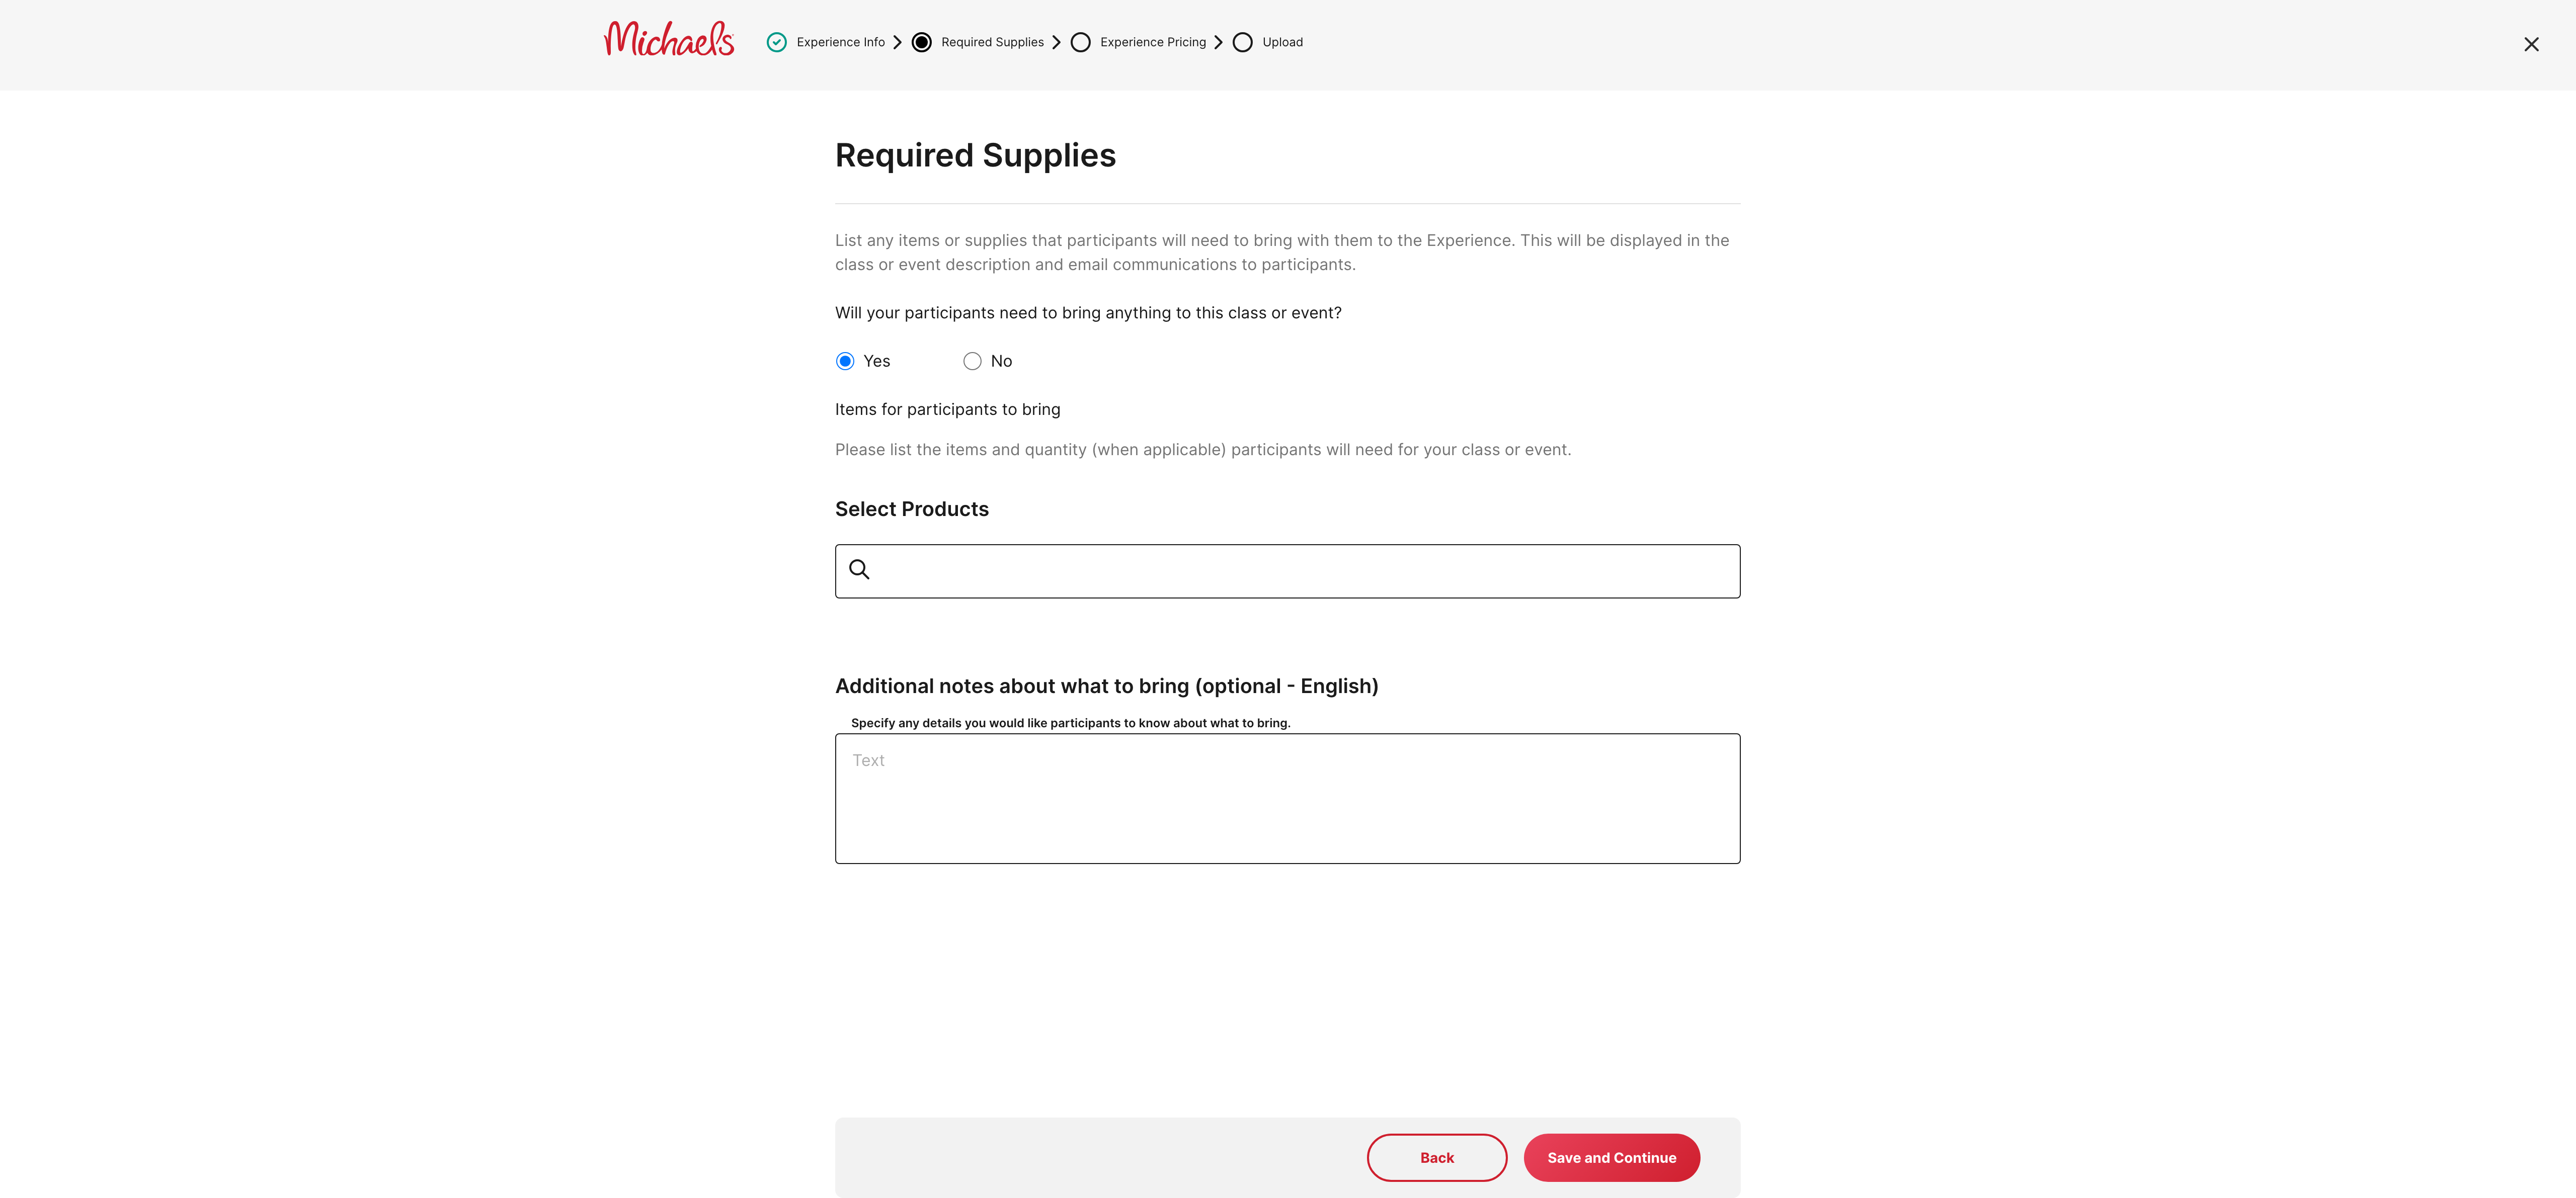 Michaels
Experience Info
Required Supplies
Experience Pricing
Upload
Required Supplies
List any items or supplies that participants will need to bring with them to the Experience. This will be displayed in the
class or event description and email communications to participants.
Will your participants need to bring anything to this class or event?
Yes
No
Items for participants to bring
Please list the items and quantity (when applicable) participants will need for your class or event.
Select Products
Additional notes about what to bring (optional - English)
Specify any details you would like participants to know about what to bring.
Text
Back
Save and Continue